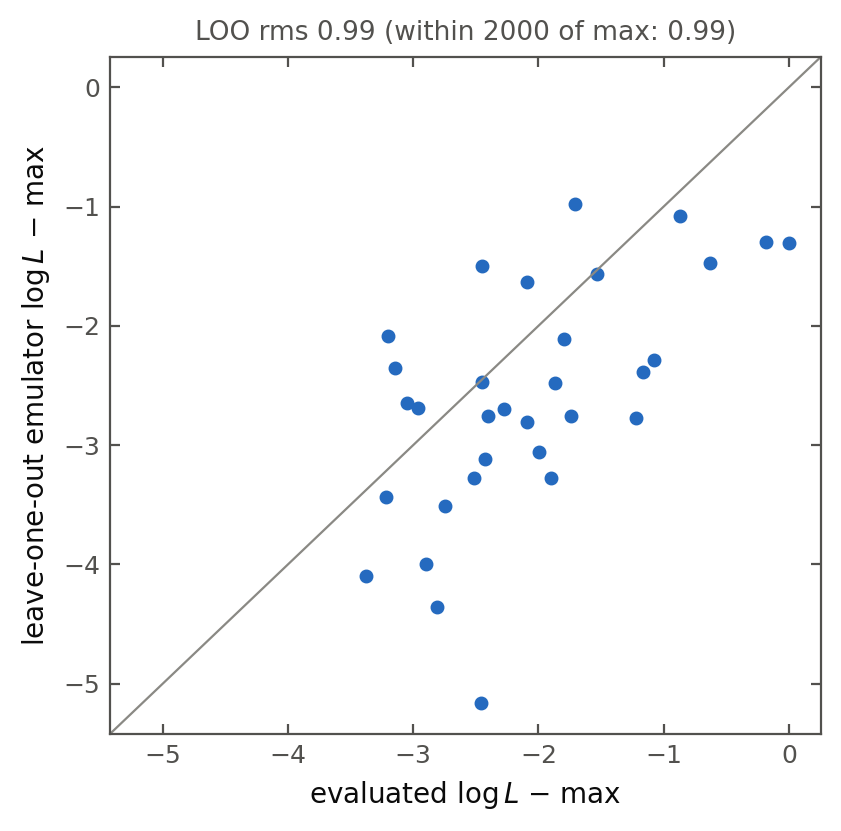 LOO rms 0.99 (within 2000 of max: 0.99)
leave-one-out emulator log L − max
0
−1
−2
−3
−4
−5
−5 −4 −3 −2 −1 0
evaluated log L − max